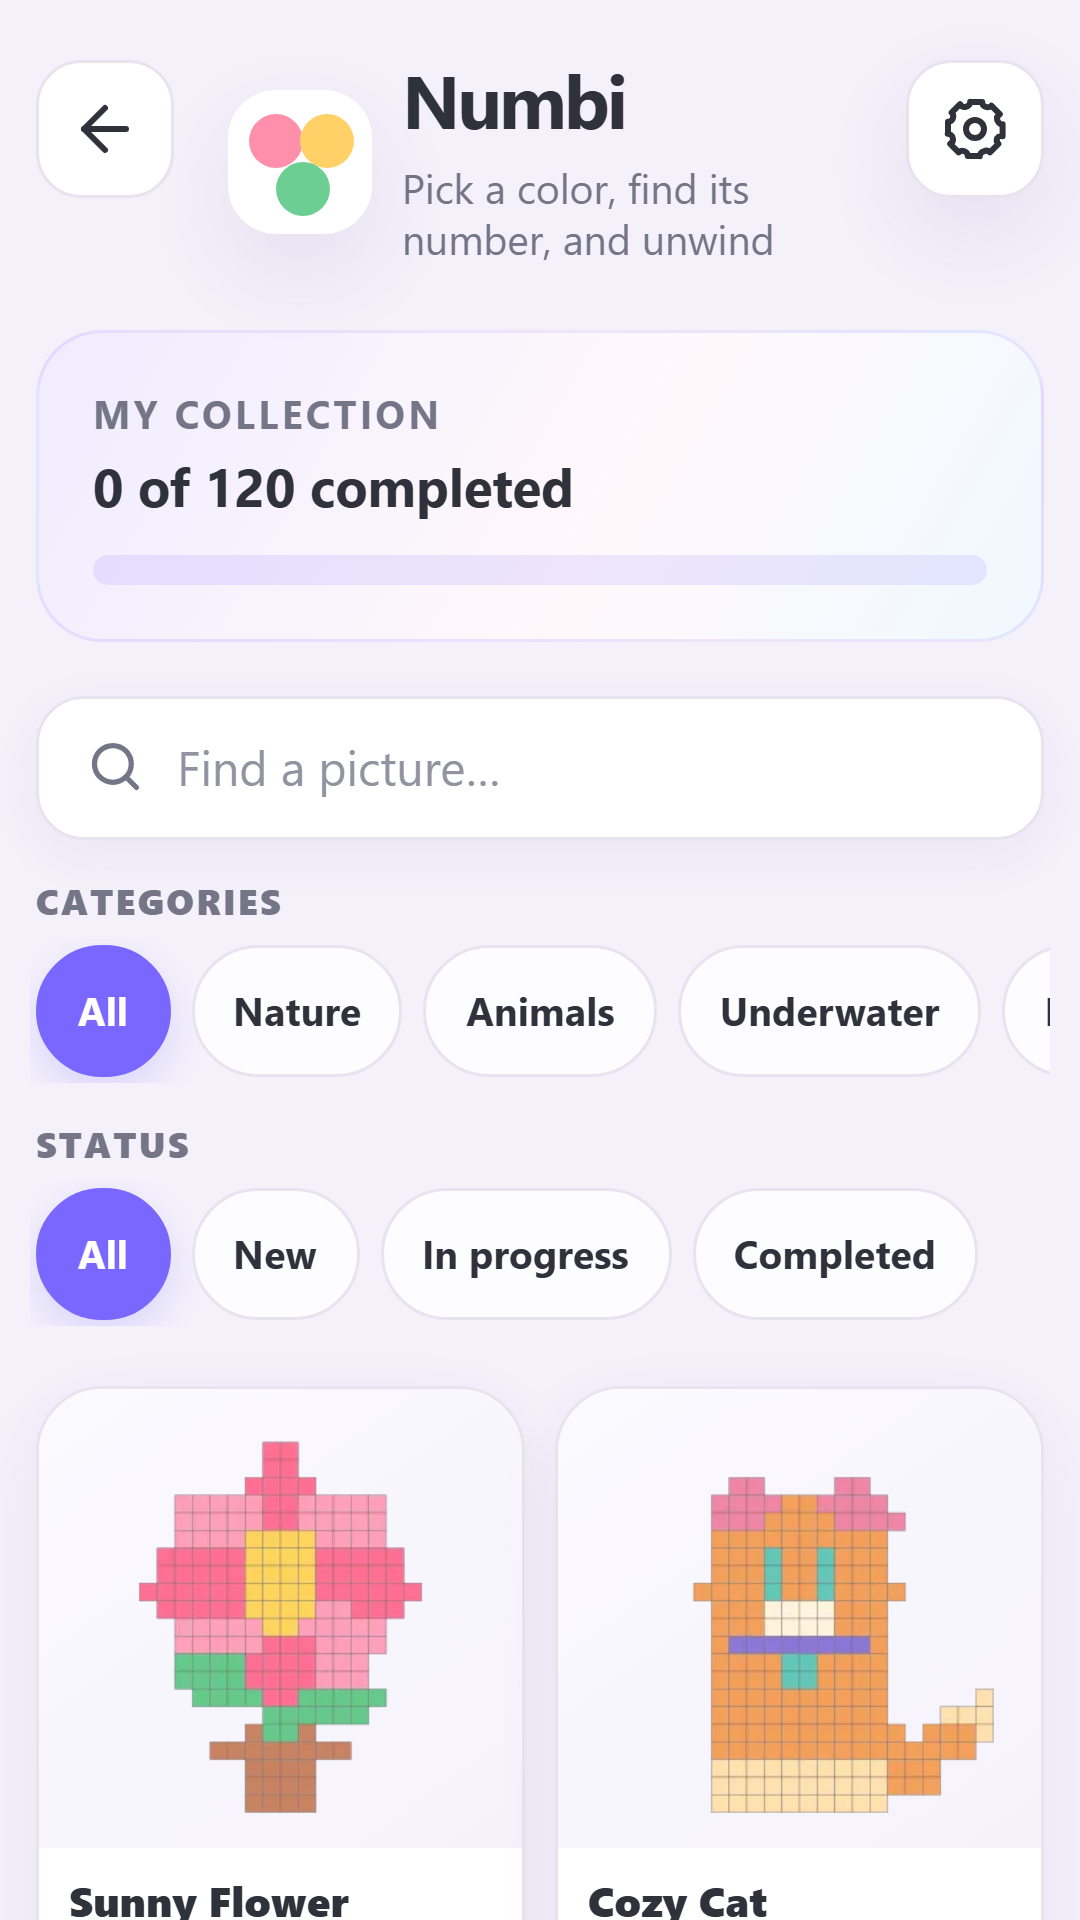 Numbi
Pick a color, find its
number, and unwind
MY COLLECTION
0 of 120 completed
Find a picture...
CATEGORIES
All
Nature
Animals
Underwater
STATUS
All
New
In progress
Completed
Sunny Flower
Cozy Cat